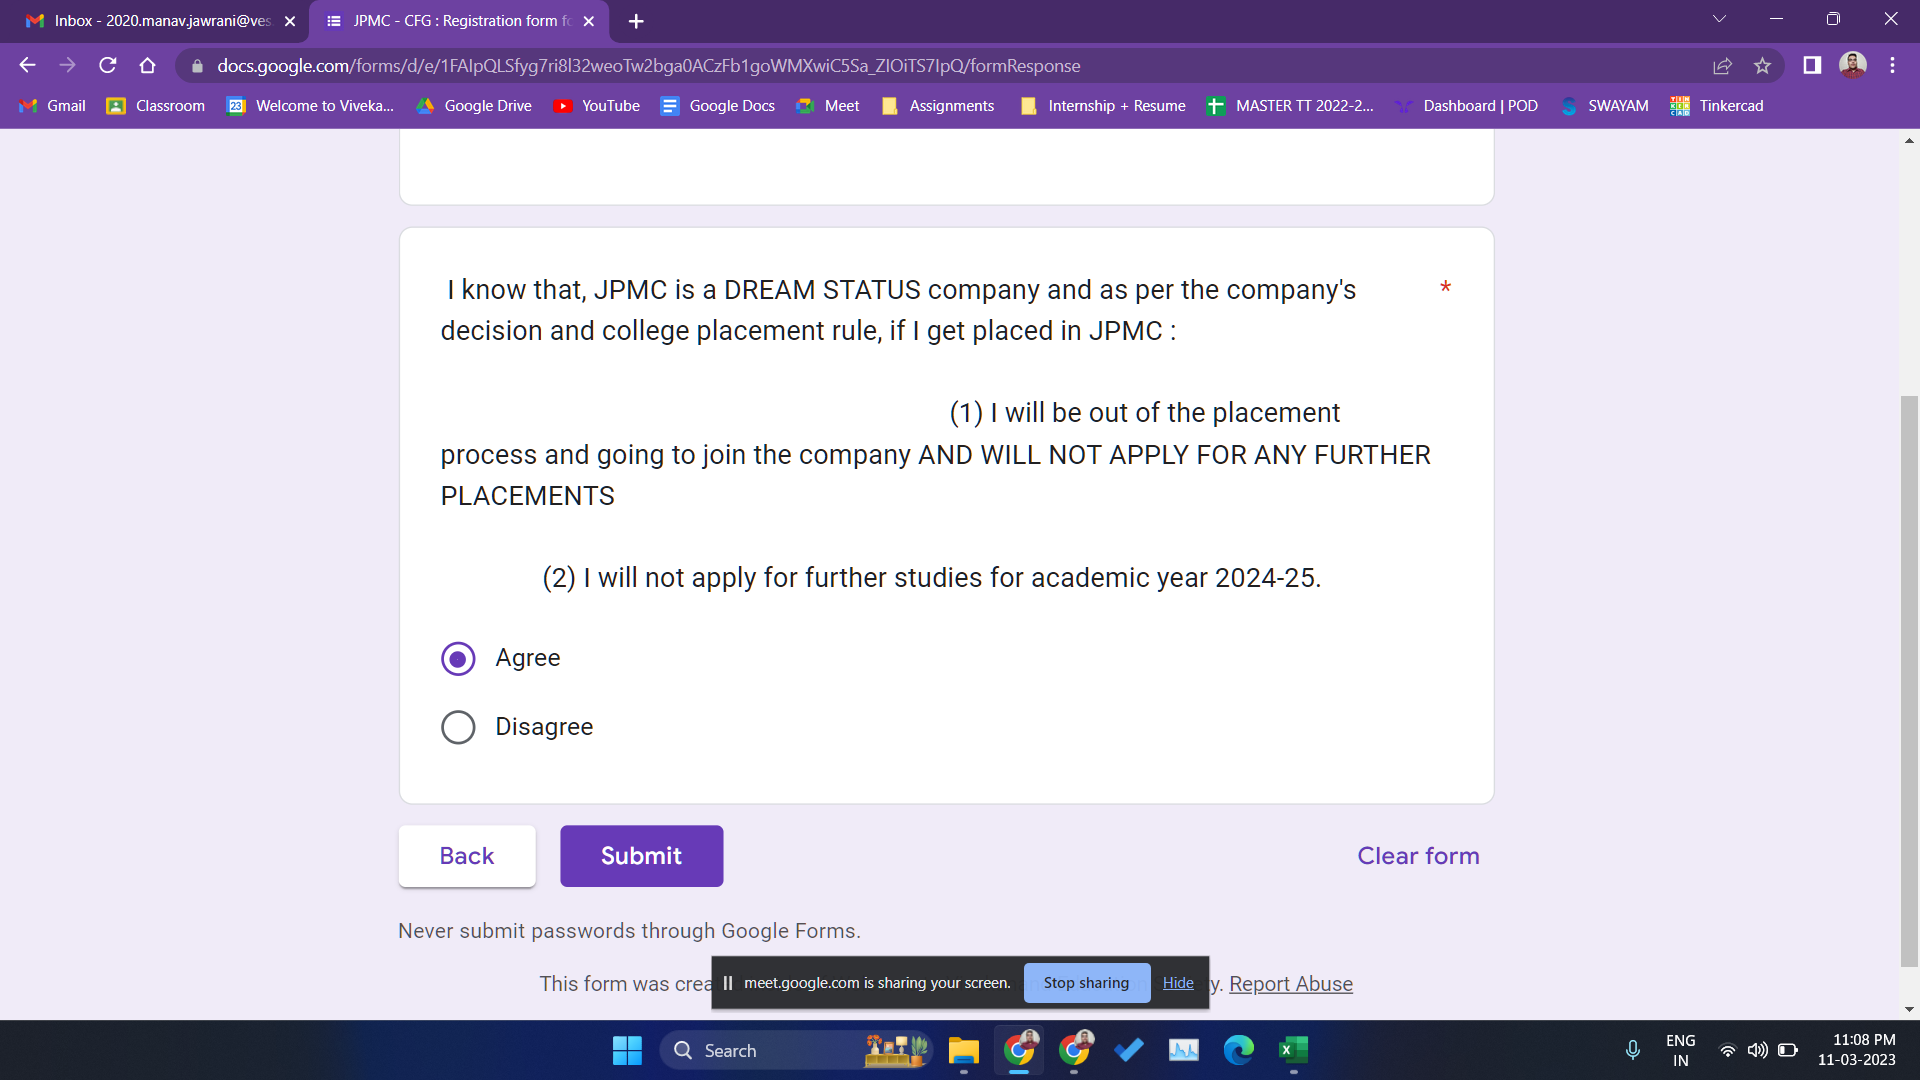 Inbox - 2020.manav.jawrani@ves
JPMC - CFG : Registration form fo
docs.google.com/forms/d/e/1FAIpQLSfyg7ri8l32weoTw2bga0ACzFb1goWMXwiC5Sa_ZIOiTS7IpQ/formResponse
Gmail Classroom 23 Welcome to Viveka... Google Drive YouTube Google Docs Meet Assignments Internship + Resume MASTER TT 2022-2... Dashboard | POD SWAYAM Tinkercad
I know that, JPMC is a DREAM STATUS company and as per the company's *
decision and college placement rule, if I get placed in JPMC :
(1) I will be out of the placement
process and going to join the company AND WILL NOT APPLY FOR ANY FURTHER
PLACEMENTS
(2) I will not apply for further studies for academic year 2024-25.
Agree
Disagree
Back Submit Clear form
Never submit passwords through Google Forms.
This form was crea
meet.google.com is sharing your screen. Stop sharing Hide
y. Report Abuse
Search
ENG
IN
11:08 PM
11-03-2023